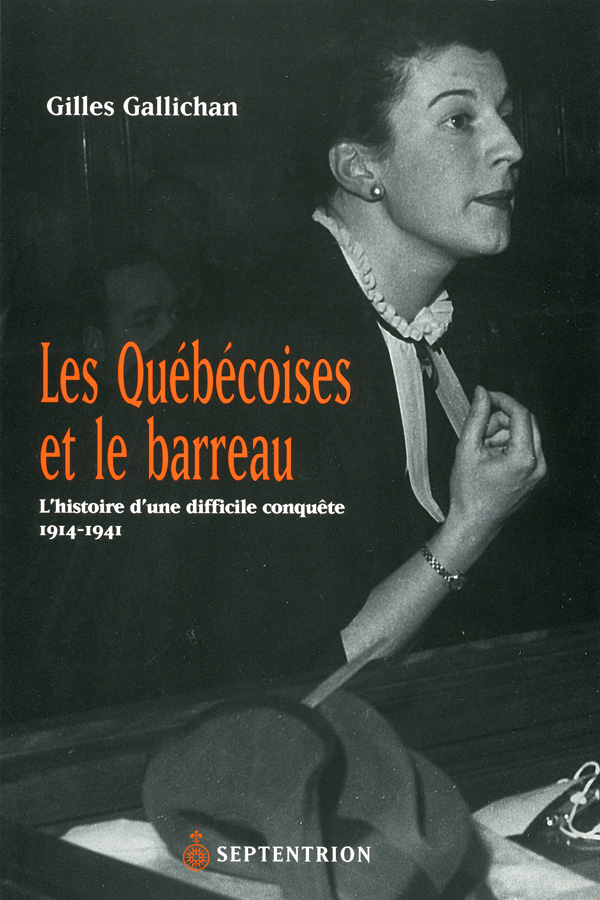 Gilles Gallichan
Les Québécoises
et le barreau
L'histoire d'une difficile conquête
1914-1941
SEPTENTRION